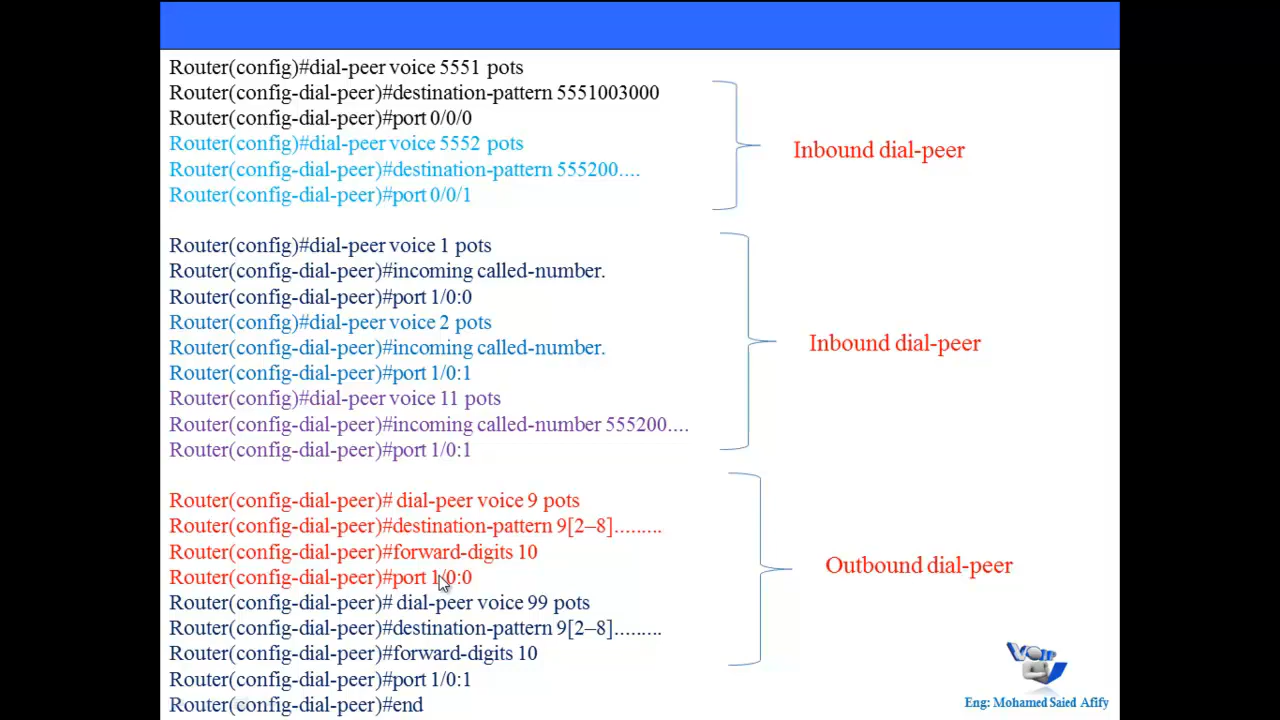 Router(config)#dial-peer voice 5551 pots
Router(config-dial-peer)#destination-pattern 5551003000
Router(config-dial-peer)#port 0/0/0
Router(config)#dial-peer voice 5552 pots
Router(config-dial-peer)#destination-pattern 555200....
Router(config-dial-peer)#port 0/0/1
Inbound dial-peer
Router(config)#dial-peer voice 1 pots
Router(config-dial-peer)#incoming called-number.
Router(config-dial-peer)#port 1/0:0
Router(config)#dial-peer voice 2 pots
Router(config-dial-peer)#incoming called-number.
Router(config-dial-peer)#port 1/0:1
Router(config)#dial-peer voice 11 pots
Router(config-dial-peer)#incoming called-number 555200....
Router(config-dial-peer)#port 1/0:1
Inbound dial-peer
Router(config-dial-peer)# dial-peer voice 9 pots
Router(config-dial-peer)#destination-pattern 9[2–8].........
Router(config-dial-peer)#forward-digits 10
Router(config-dial-peer)#port 1/0:0
Router(config-dial-peer)# dial-peer voice 99 pots
Router(config-dial-peer)#destination-pattern 9[2–8].........
Router(config-dial-peer)#forward-digits 10
Router(config-dial-peer)#port 1/0:1
Router(config-dial-peer)#end
Outbound dial-peer
VOIP
Eng: Mohamed Saied Afify